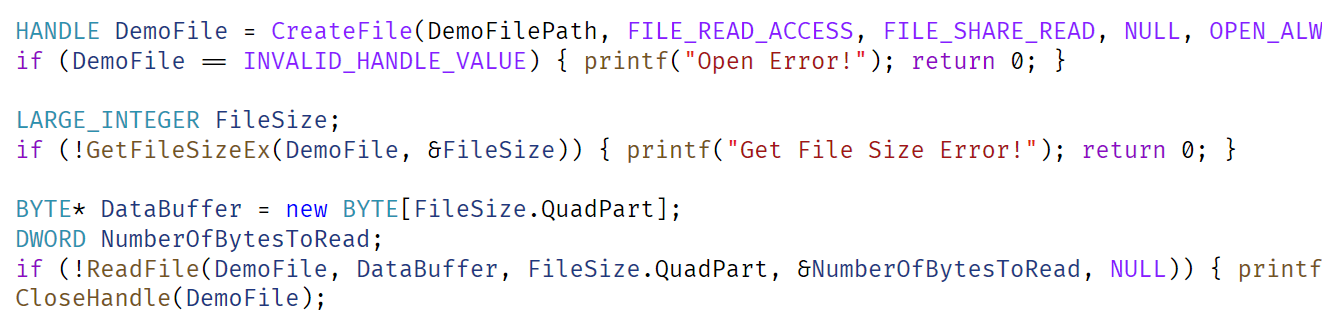 HANDLE DemoFile = CreateFile(DemoFilePath, FILE_READ_ACCESS, FILE_SHARE_READ, NULL, OPEN_ALW
if (DemoFile == INVALID_HANDLE_VALUE) { printf("Open Error!"); return 0; }
LARGE_INTEGER FileSize;
if (!GetFileSizeEx(DemoFile, &FileSize)) { printf("Get File Size Error!"); return 0; }
BYTE* DataBuffer = new BYTE[FileSize.QuadPart];
DWORD NumberOfBytesToRead;
if (!ReadFile(DemoFile, DataBuffer, FileSize.QuadPart, &NumberOfBytesToRead, NULL)) { printf
CloseHandle(DemoFile);